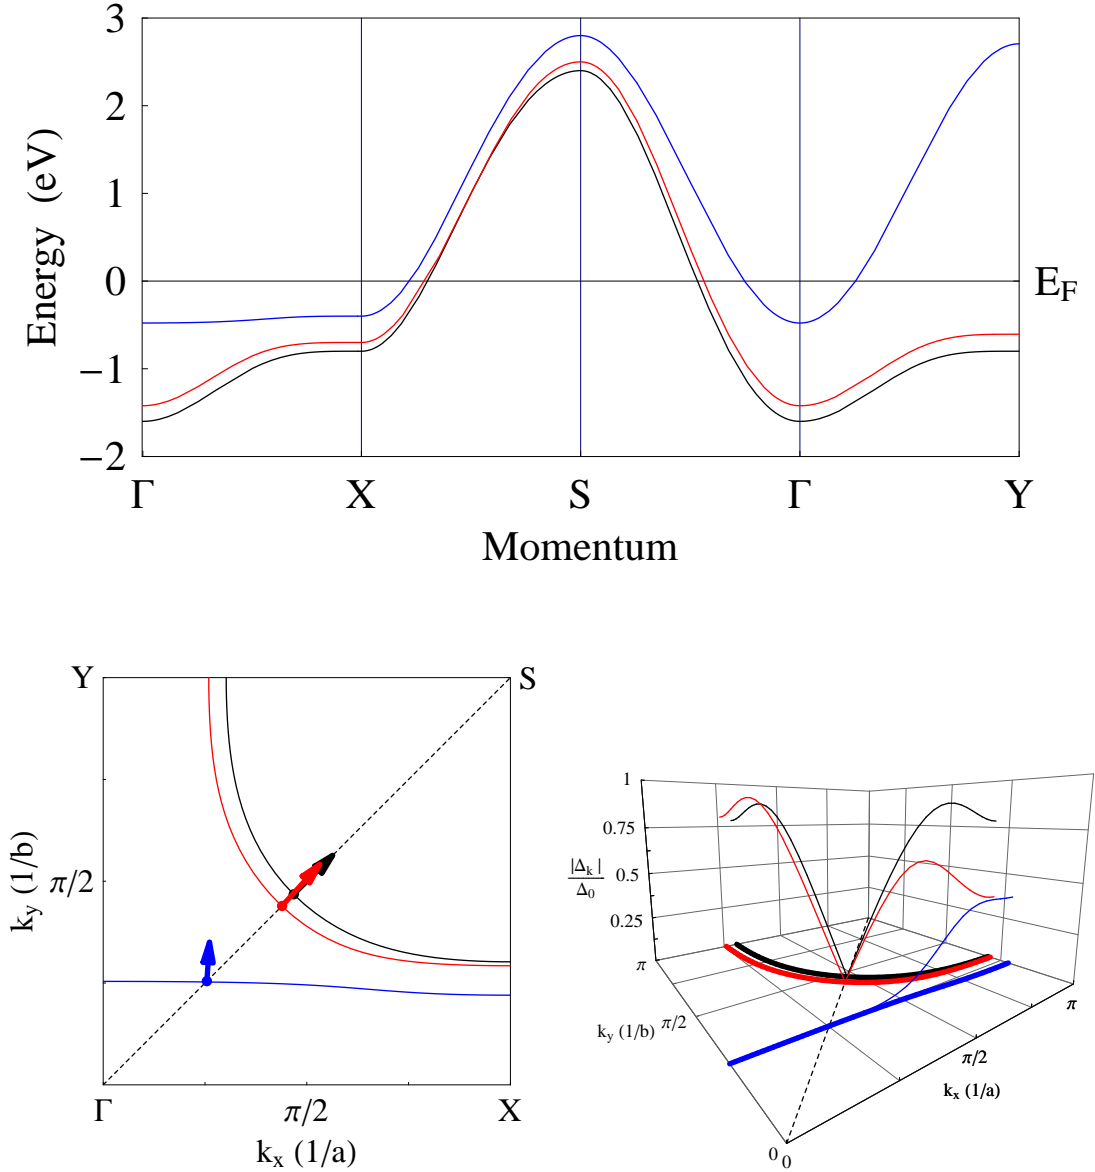 3
2
1
0
−1
−2
Energy (eV)
E_F
Γ X S Γ Y
Momentum
Y S
k_y (1/b)
π/2
Γ π/2 X
k_x (1/a)
1
0.75
0.5
0.25
|Δ_k|
Δ_0
π
k_y (1/b) π/2
0 0
π/2
π
k_x (1/a)